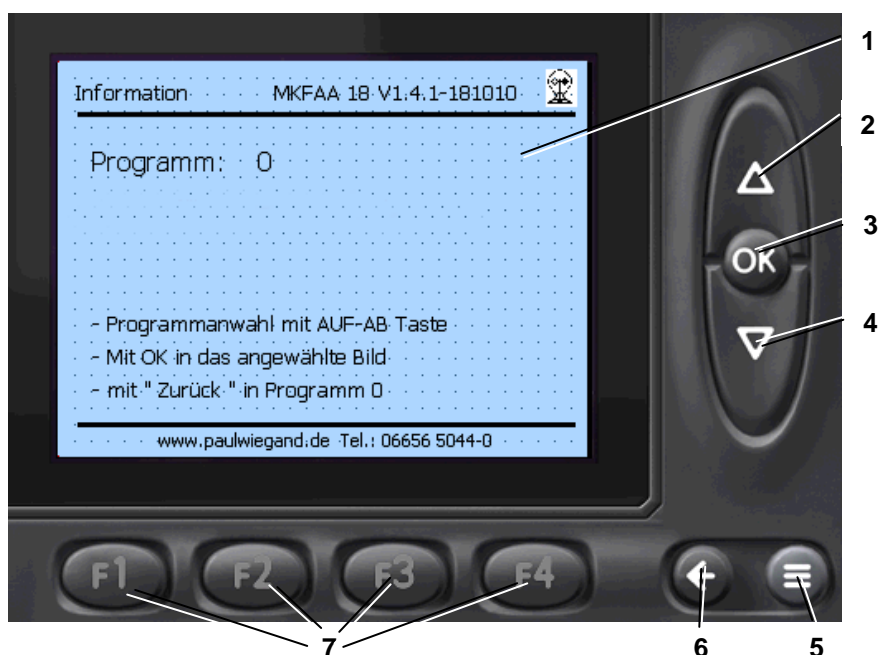 Information MKFAA 18 V1.4.1-181010
Programm: 0
- Programmanwahl mit AUF-AB Taste
- Mit OK in das angewählte Bild
- mit " Zurück " in Programm 0
www.paulwiegand.de Tel.: 06656 5044-0
OK
F1 F2 F3 F4
1
2
3
4
7 6 5